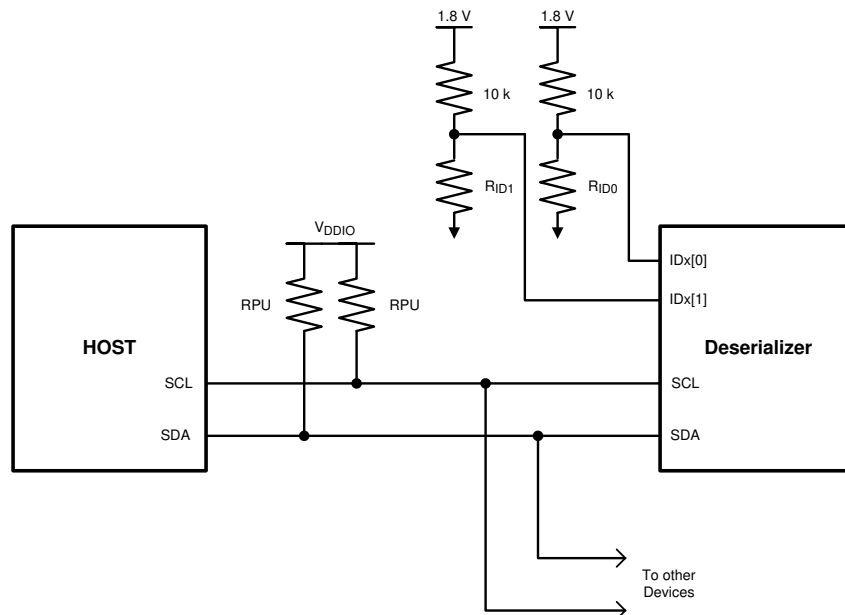 1.8 V
1.8 V
10 k
10 k
RID1
RID0
VDDIO
IDx[0]
RPU
RPU
IDx[1]
HOST
Deserializer
SCL
SCL
SDA
SDA
To other
Devices